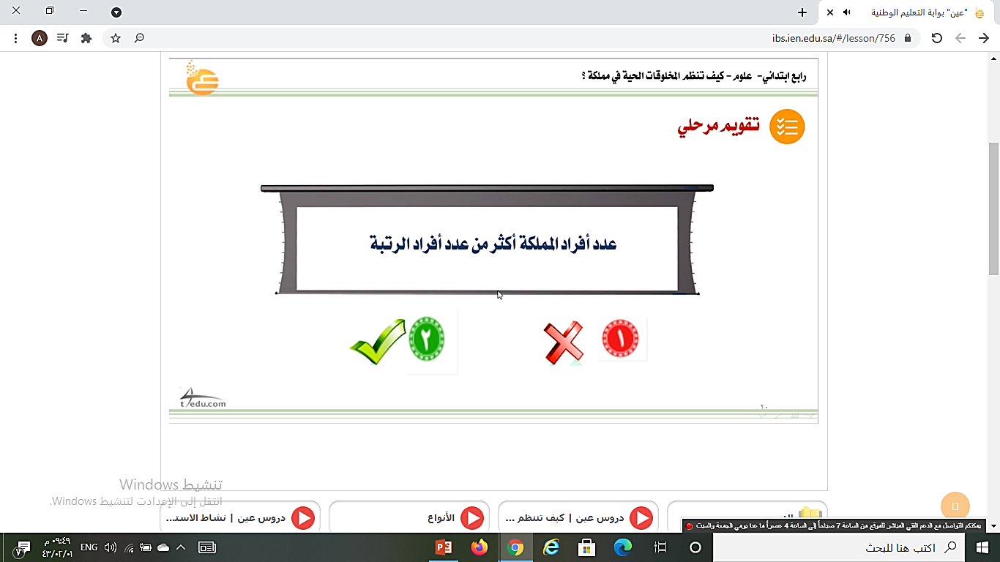 "عين" بوابة التعليم الوطنية
ibs.ien.edu.sa/#/lesson/756
A
رابع ابتدائي- علوم - كيف تنظم المخلوقات الحية في مملكة ؟
تقويم مرحلي
عدد أفراد المملكة أكثر من عدد أفراد الرتبة
١
٢
t4edu.com
٢٠
تنشيط Windows
انتقل إلى الإعدادات لتنشيط Windows.
دروس عين | كيف تنتظم ...
الأنواع
دروس عين | نشاط الاستـ...
يمكنكم التواصل مع الدعم الفني المباشر للموقع من الساعة 7 صباحاً إلى الساعة 4 عصراً ما عدا يومي الجمعة والسبت
اكتب هنا للبحث
ENG
٠٩:٤٩ م
٤٣/٠٢/٠١